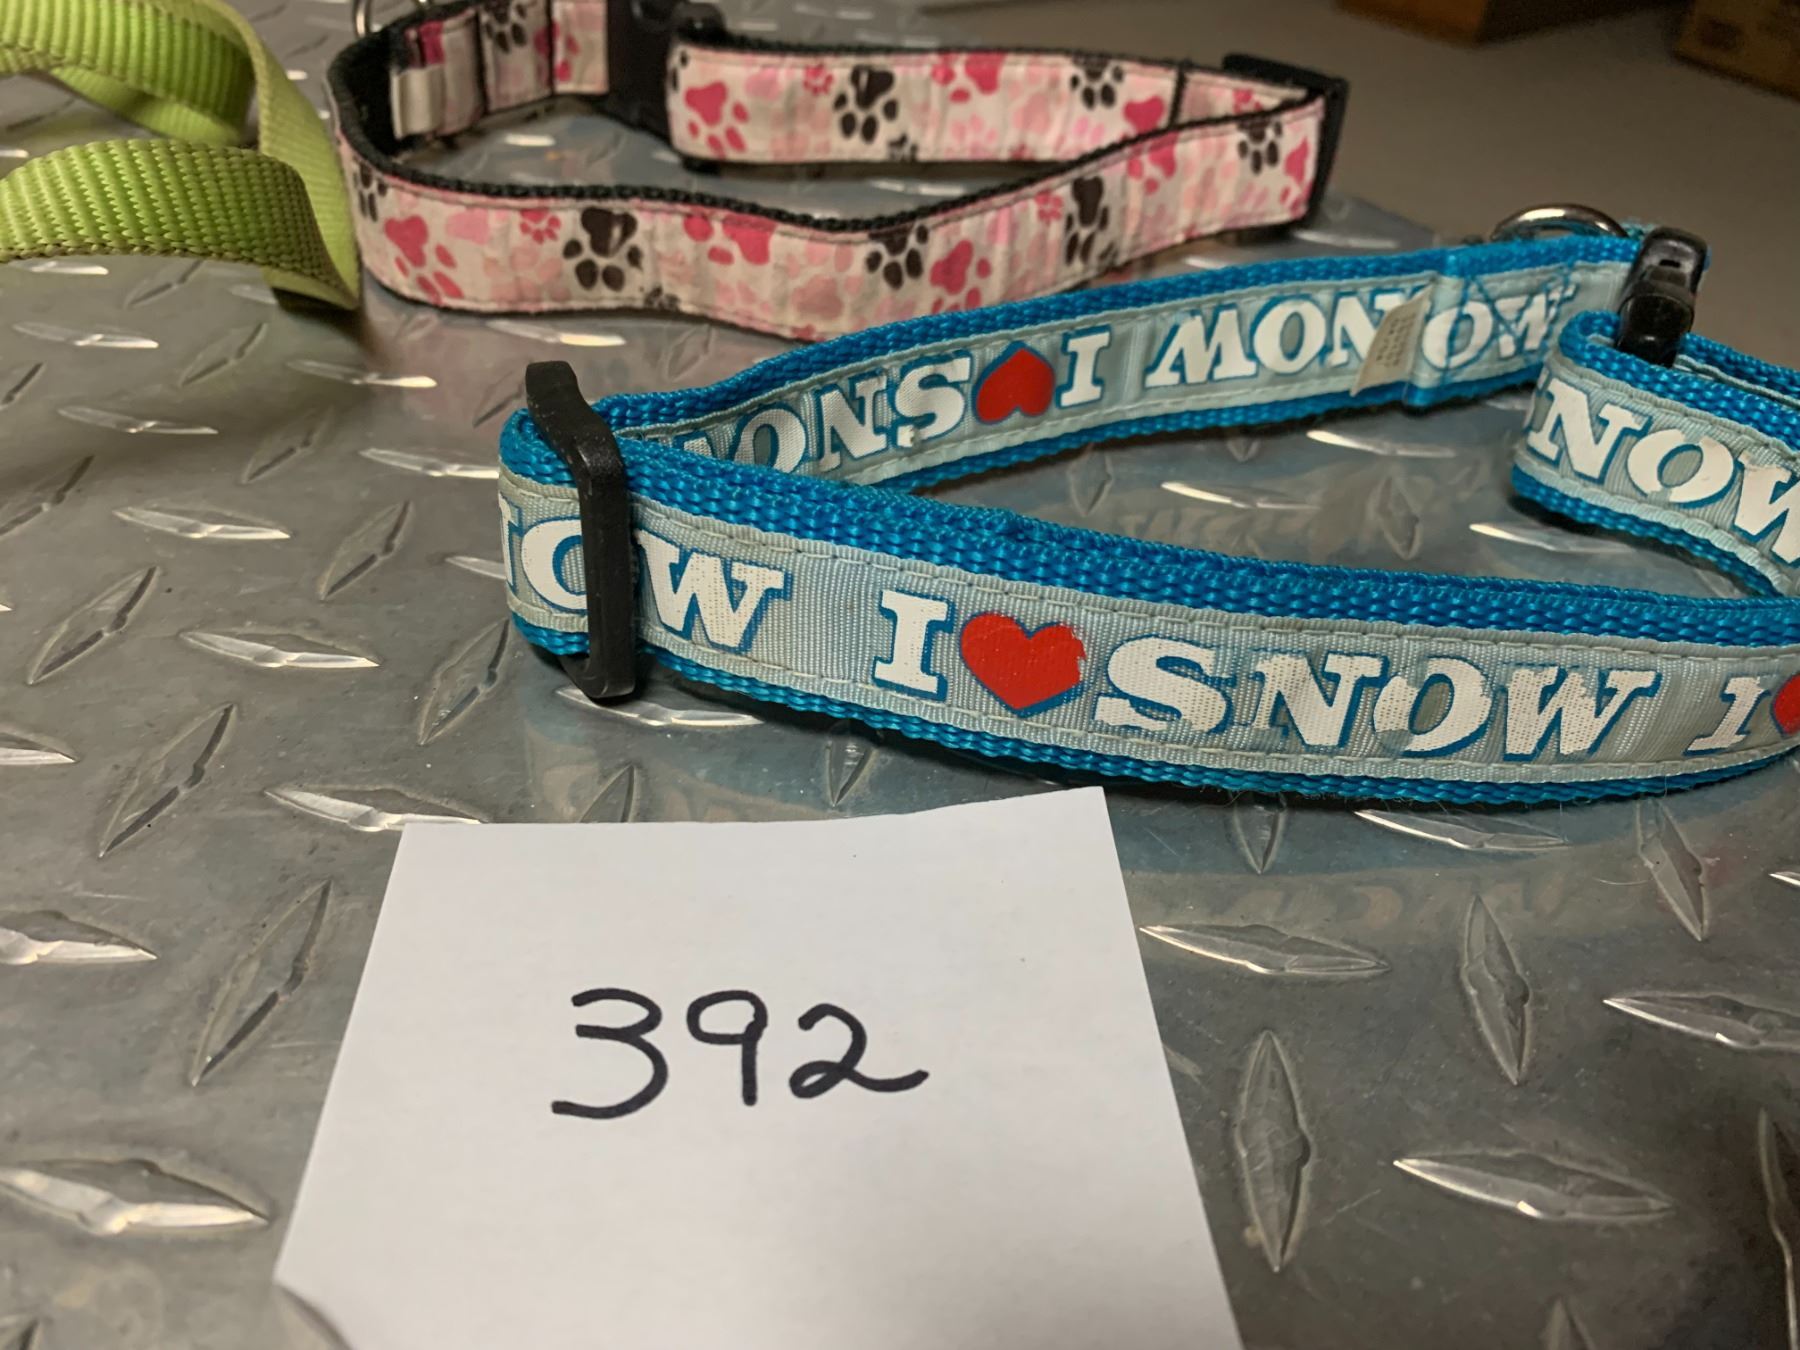 SNOW I ♥ SNOW
SNOW
NOW I ♥ SNOW I ♥
392